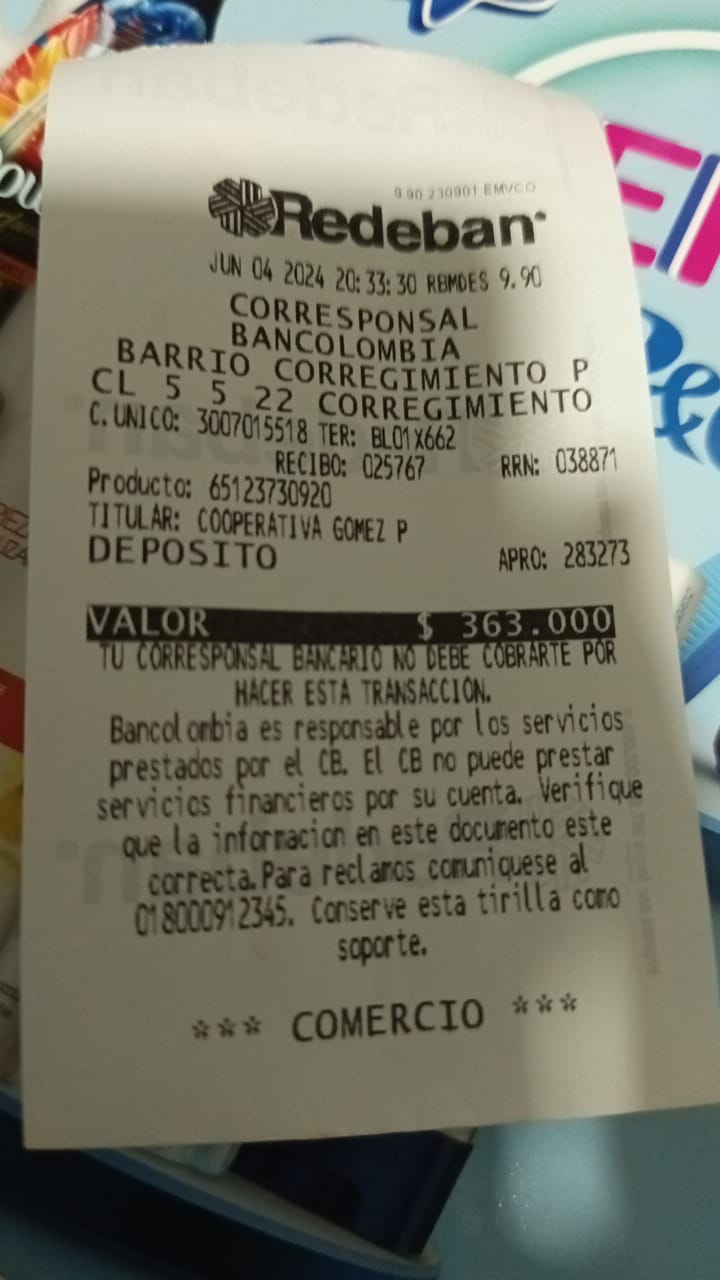 9.90 230901 EMVCO
Redeban
JUN 04 2024 20:33:30 RBMDES 9.90
CORRESPONSAL
BANCOLOMBIA
BARRIO CORREGIMIENTO P
CL 5 5 22 CORREGIMIENTO
C.UNICO: 3007015518 TER: BL01X662
RECIBO: 025767 RRN: 038871
Producto: 65123730920
TITULAR: COOPERATIVA GOMEZ P
DEPOSITO APRO: 283273
VALOR $ 363.000
TU CORRESPONSAL BANCARIO NO DEBE COBRARTE POR
HACER ESTA TRANSACCION.
Bancolombia es responsable por los servicios
prestados por el CB. El CB no puede prestar
servicios financieros por su cuenta. Verifique
que la informacion en este documento este
correcta.Para reclamos comuniquese al
018000912345. Conserve esta tirilla como
soporte.
*** COMERCIO ***